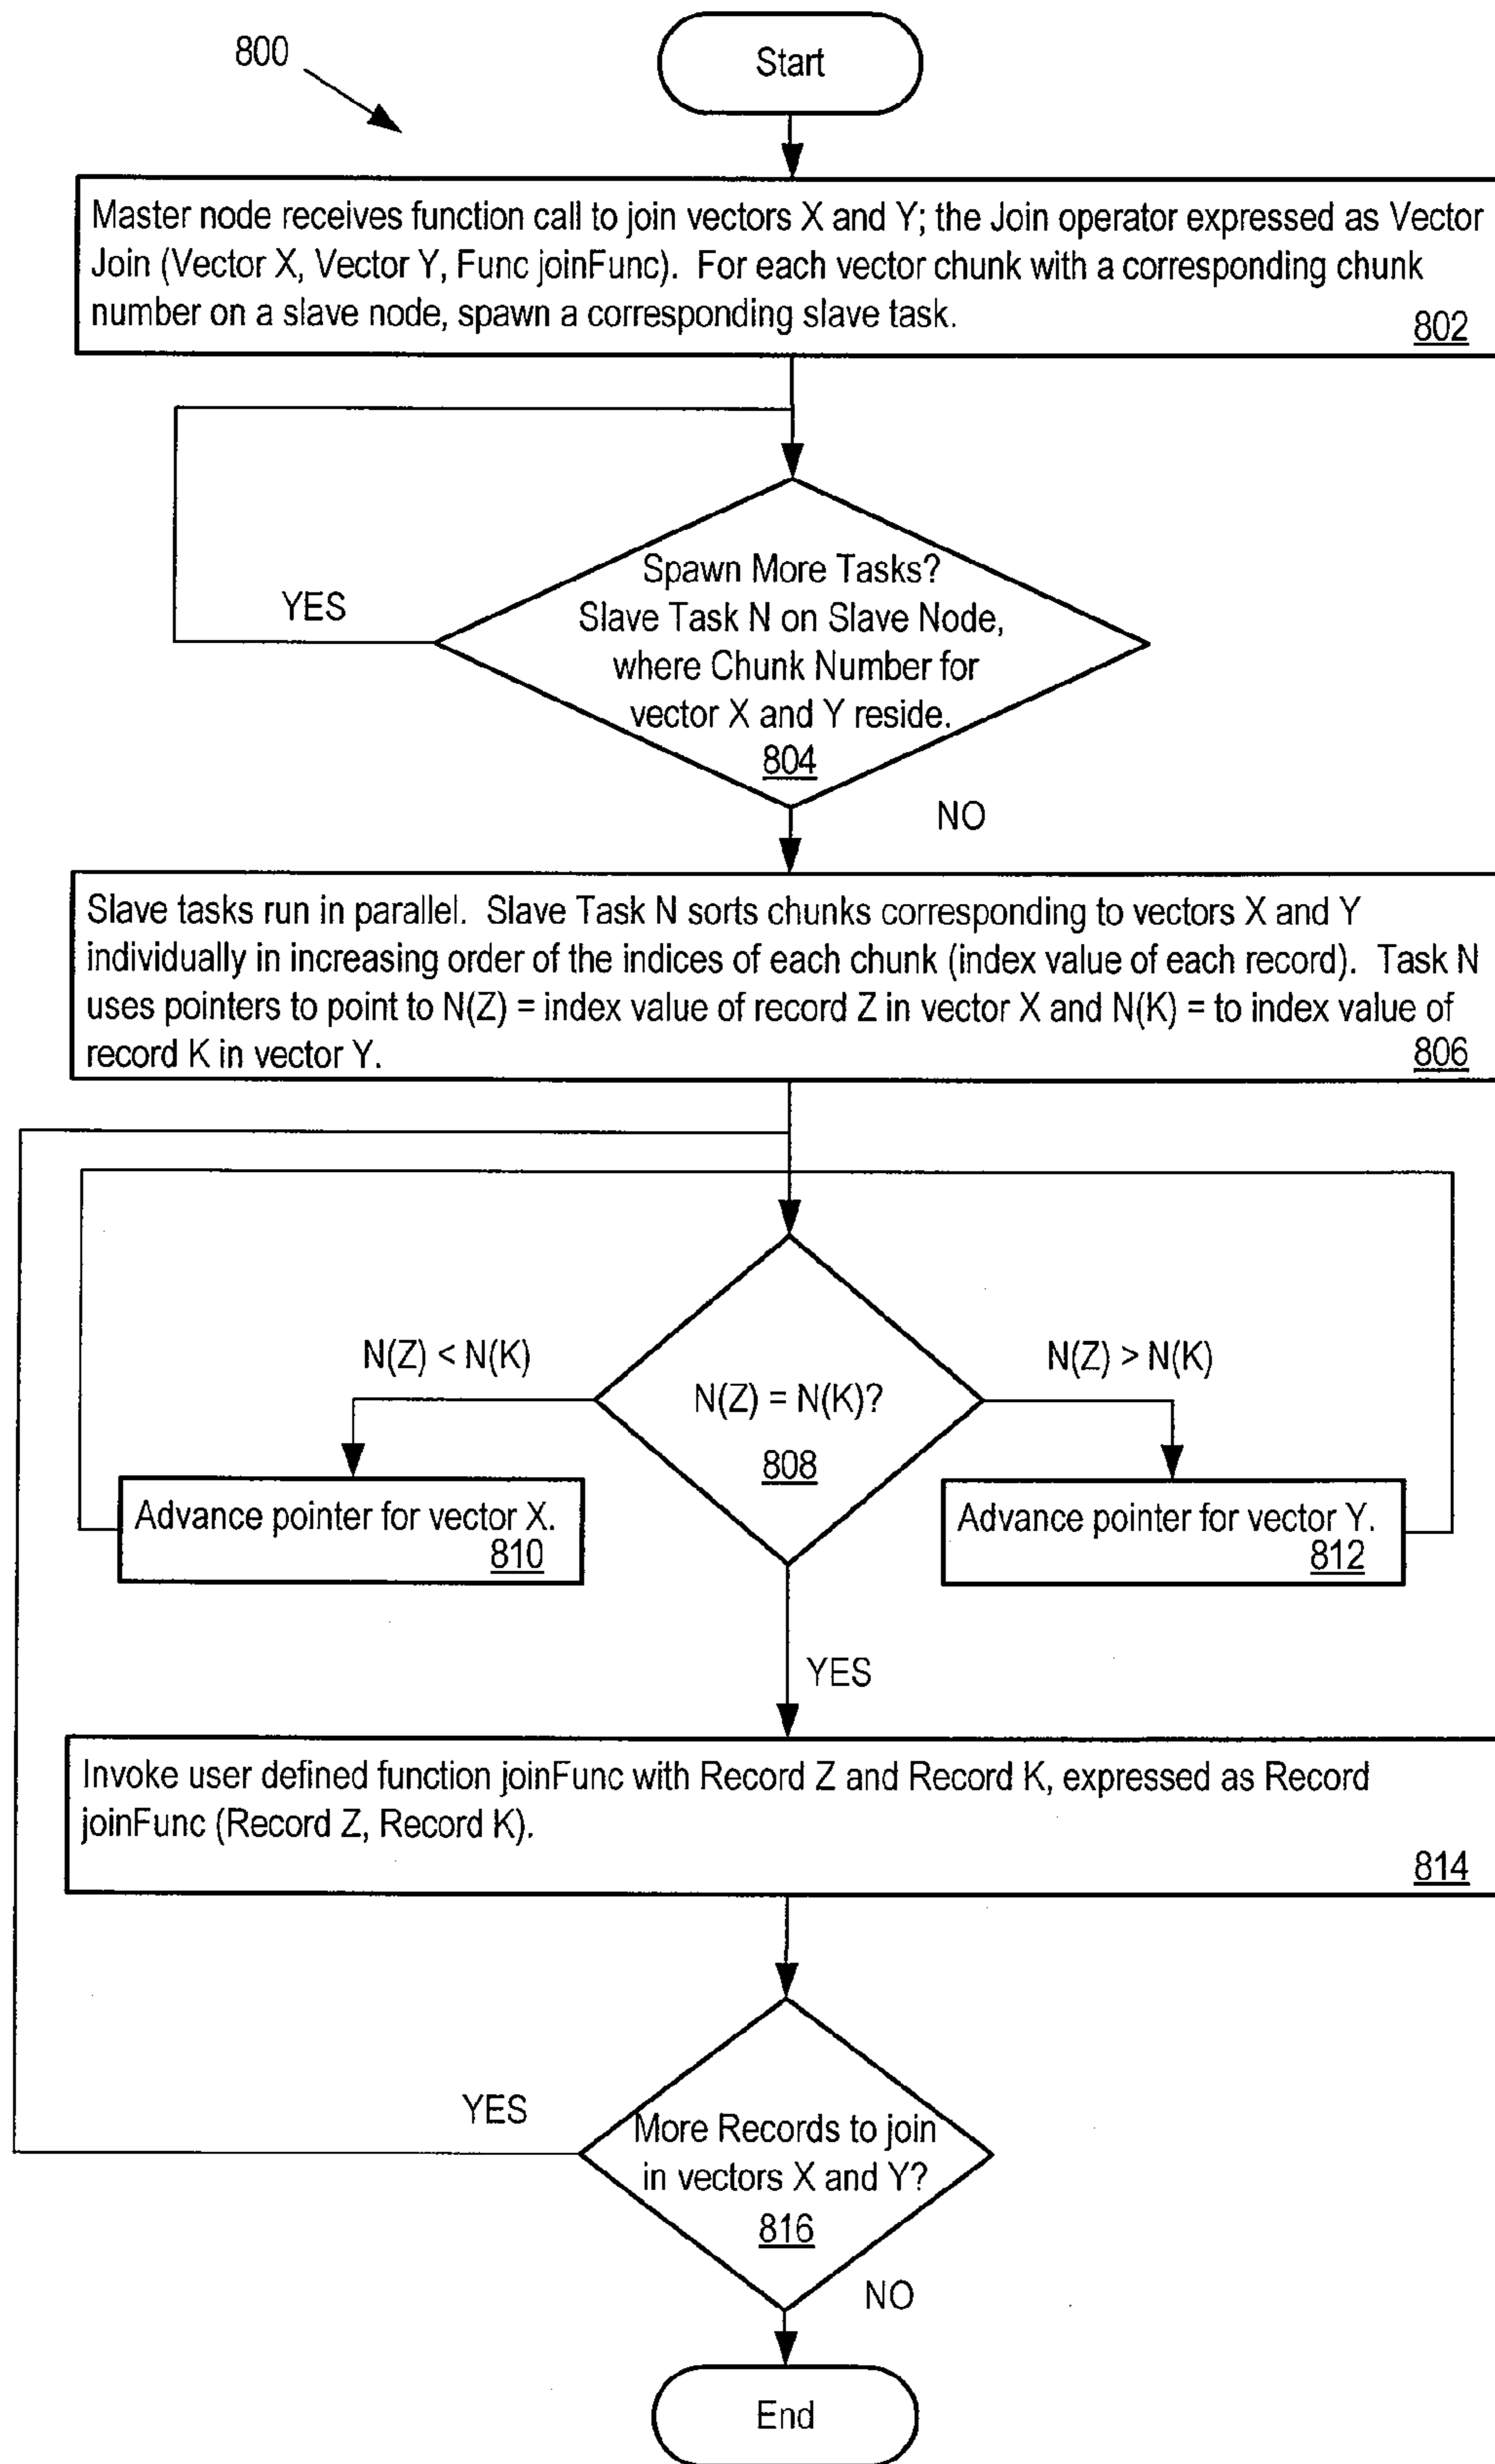 800
Start
Master node receives function call to join vectors X and Y; the Join operator expressed as Vector
Join (Vector X, Vector Y, Func joinFunc). For each vector chunk with a corresponding chunk
number on a slave node, spawn a corresponding slave task.
802
Spawn More Tasks?
Slave Task N on Slave Node,
where Chunk Number for
vector X and Y reside.
804
YES
NO
Slave tasks run in parallel. Slave Task N sorts chunks corresponding to vectors X and Y
individually in increasing order of the indices of each chunk (index value of each record). Task N
uses pointers to point to N(Z) = index value of record Z in vector X and N(K) = to index value of
record K in vector Y.
806
N(Z) < N(K)
N(Z) > N(K)
N(Z) = N(K)?
808
Advance pointer for vector X.
810
Advance pointer for vector Y.
812
YES
Invoke user defined function joinFunc with Record Z and Record K, expressed as Record
joinFunc (Record Z, Record K).
814
YES
More Records to join
in vectors X and Y?
816
NO
End